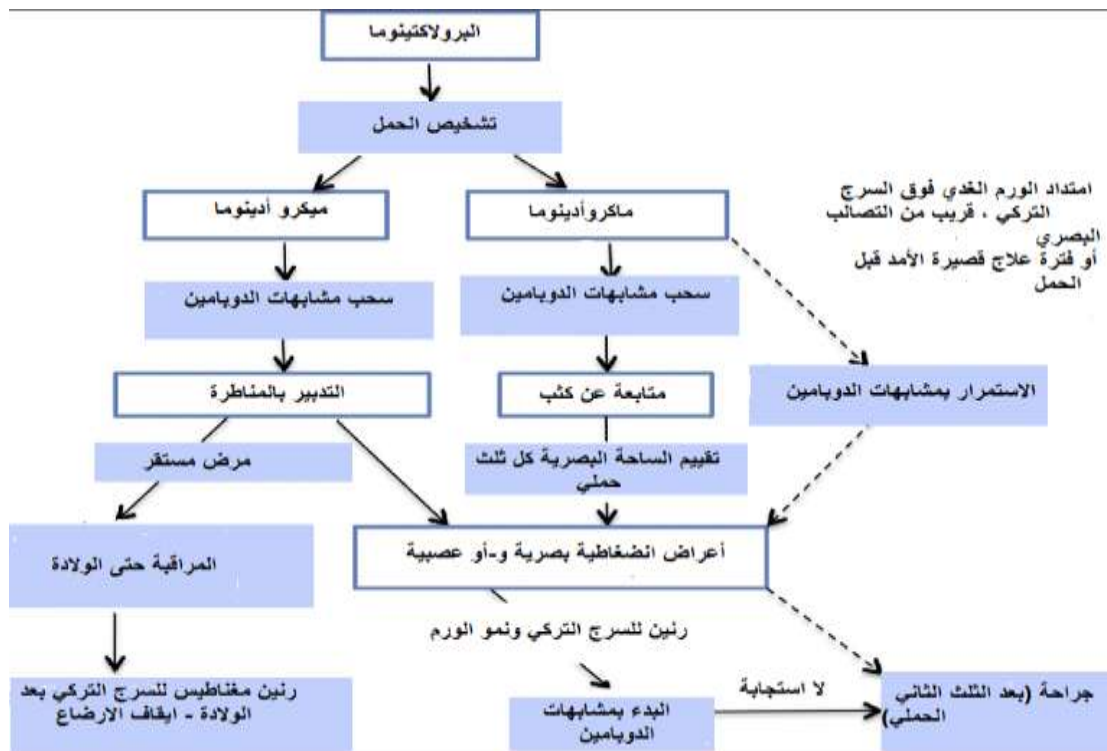 البرولاكتينوما
تشخيص الحمل
ميكرو أدينوما
ماكروأدينوما
امتداد الورم الغدي فوق السرج
التركي ، قريب من التصالب
البصري
أو فترة علاج قصيرة الأمد قبل
الحمل
سحب مشابهات الدوبامين
سحب مشابهات الدوبامين
التدبير بالمناطرة
متابعة عن كثب
الاستمرار بمشابهات الدوبامين
مرض مستقر
تقييم الساحة البصرية كل ثلث
حملي
المراقبة حتى الولادة
أعراض انضغاطية بصرية و-أو عصبية
رنين للسرج التركي ونمو الورم
رنين مغناطيس للسرج التركي بعد
الولادة - ايقاف الارضاع
البدء بمشابهات
الدوبامين
لا استجابة
جراحة (بعد الثلث الثاني
الحملي)